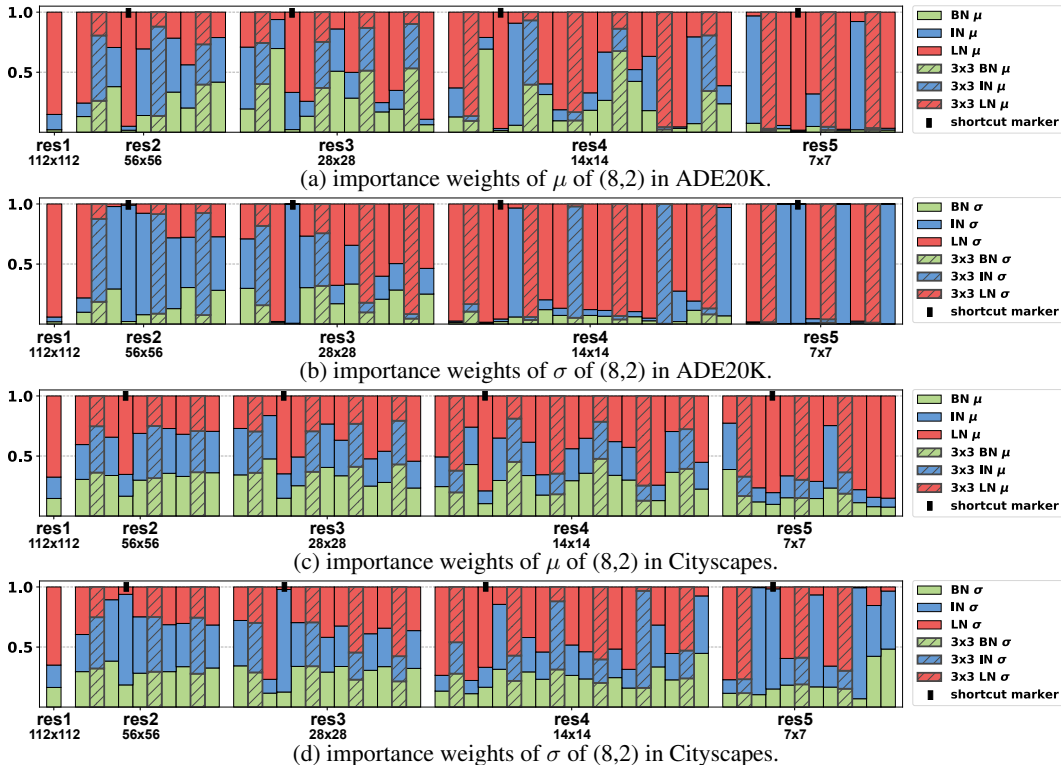 1.0
0.5
BN μ
IN μ
LN μ
3x3 BN μ
3x3 IN μ
3x3 LN μ
shortcut marker
res1 res2 res3 res4 res5
112x112 56x56 28x28 14x14 7x7
(a) importance weights of μ of (8,2) in ADE20K.
1.0
0.5
BN σ
IN σ
LN σ
3x3 BN σ
3x3 IN σ
3x3 LN σ
shortcut marker
res1 res2 res3 res4 res5
112x112 56x56 28x28 14x14 7x7
(b) importance weights of σ of (8,2) in ADE20K.
1.0
0.5
BN μ
IN μ
LN μ
3x3 BN μ
3x3 IN μ
3x3 LN μ
shortcut marker
res1 res2 res3 res4 res5
112x112 56x56 28x28 14x14 7x7
(c) importance weights of μ of (8,2) in Cityscapes.
1.0
0.5
BN σ
IN σ
LN σ
3x3 BN σ
3x3 IN σ
3x3 LN σ
shortcut marker
res1 res2 res3 res4 res5
112x112 56x56 28x28 14x14 7x7
(d) importance weights of σ of (8,2) in Cityscapes.